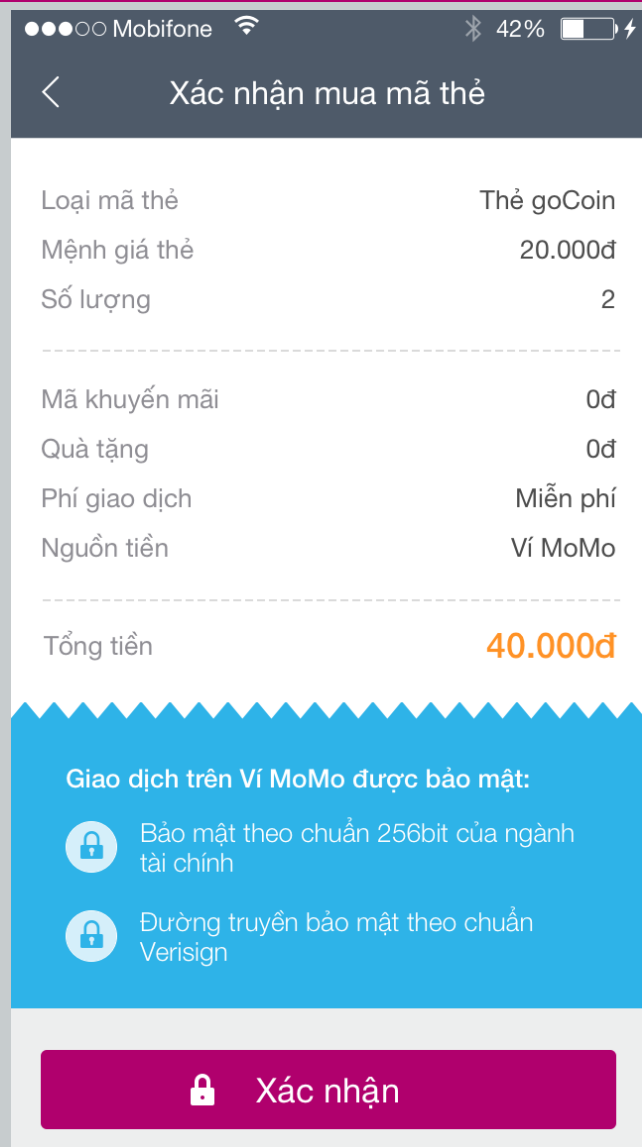 Mobifone 42%
Xác nhận mua mã thẻ
Loại mã thẻ Thẻ goCoin
Mệnh giá thẻ 20.000đ
Số lượng 2
Mã khuyến mãi 0đ
Quà tặng 0đ
Phí giao dịch Miễn phí
Nguồn tiền Ví MoMo
Tổng tiền 40.000đ
Giao dịch trên Ví MoMo được bảo mật:
Bảo mật theo chuẩn 256bit của ngành
tài chính
Đường truyền bảo mật theo chuẩn
Verisign
Xác nhận